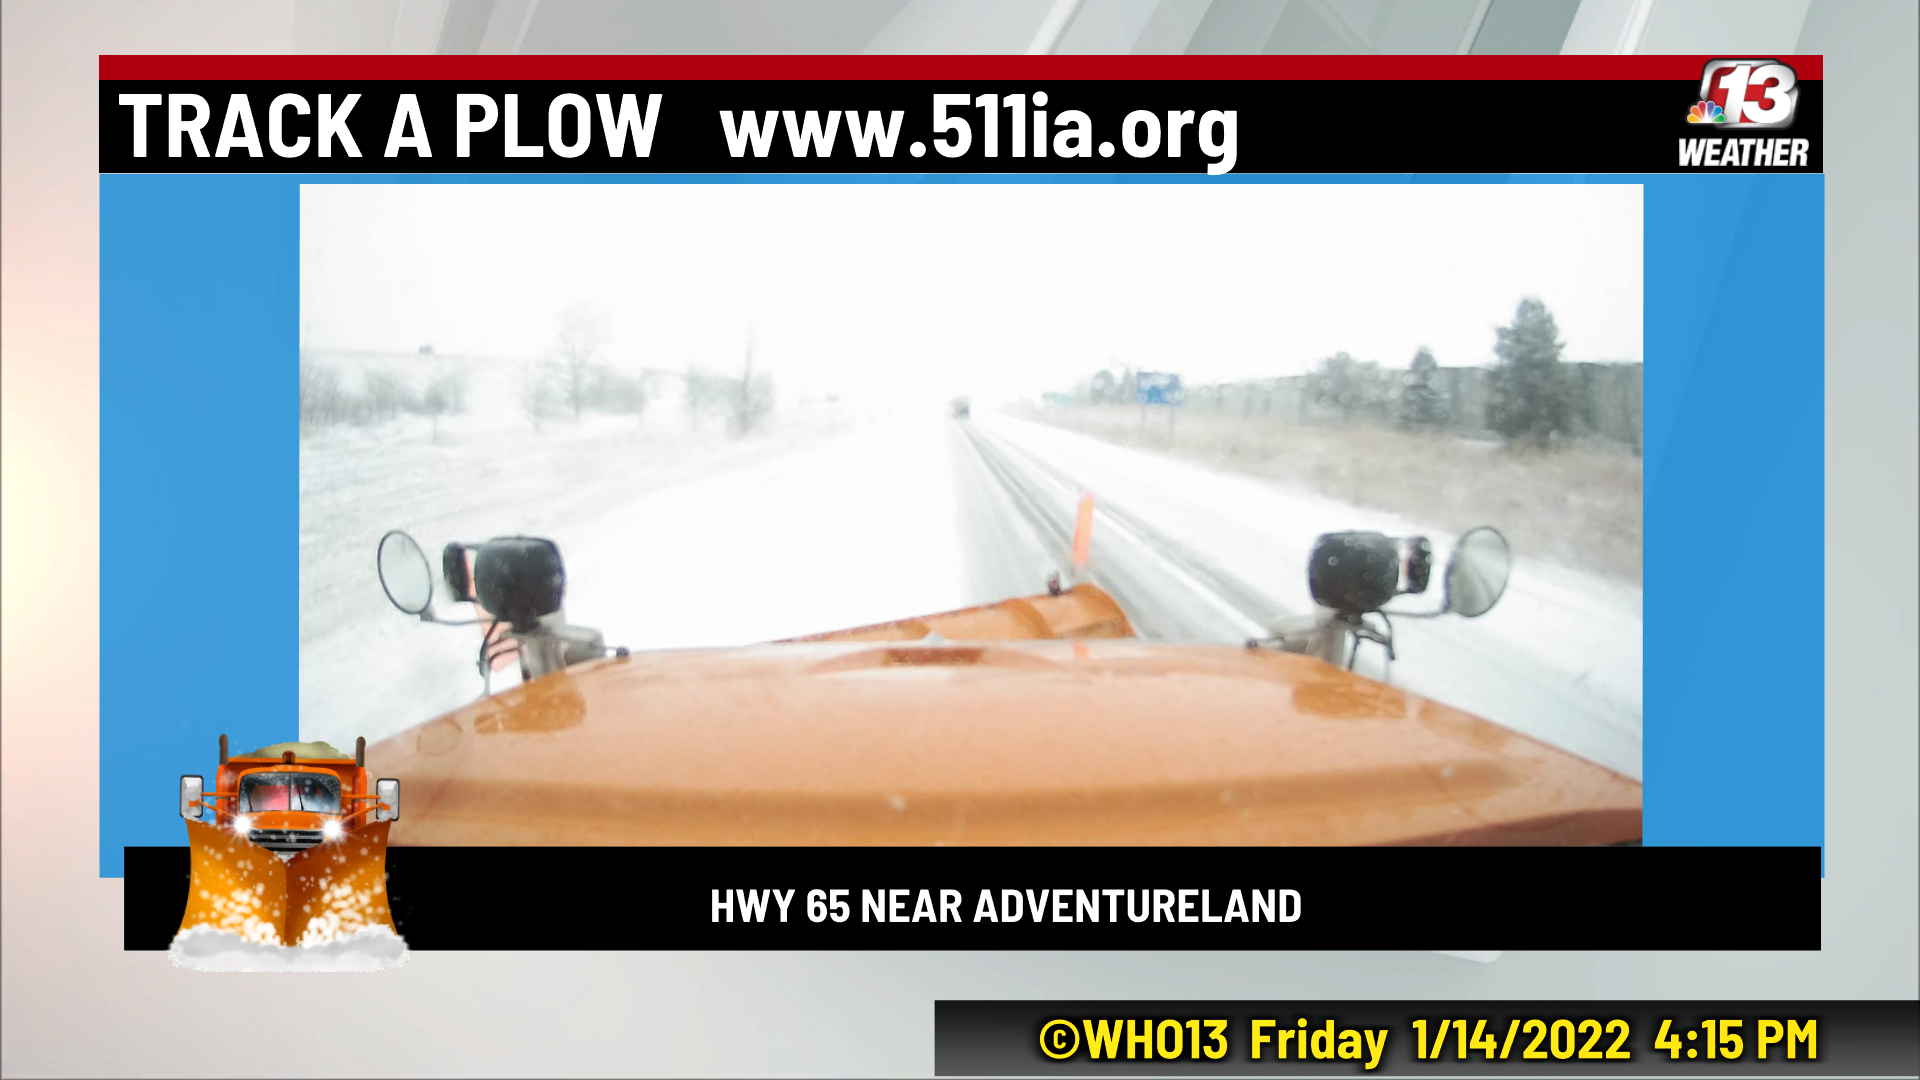 TRACK A PLOW www.511ia.org
13
WEATHER
HWY 65 NEAR ADVENTURELAND
©WHO13 Friday 1/14/2022 4:15 PM